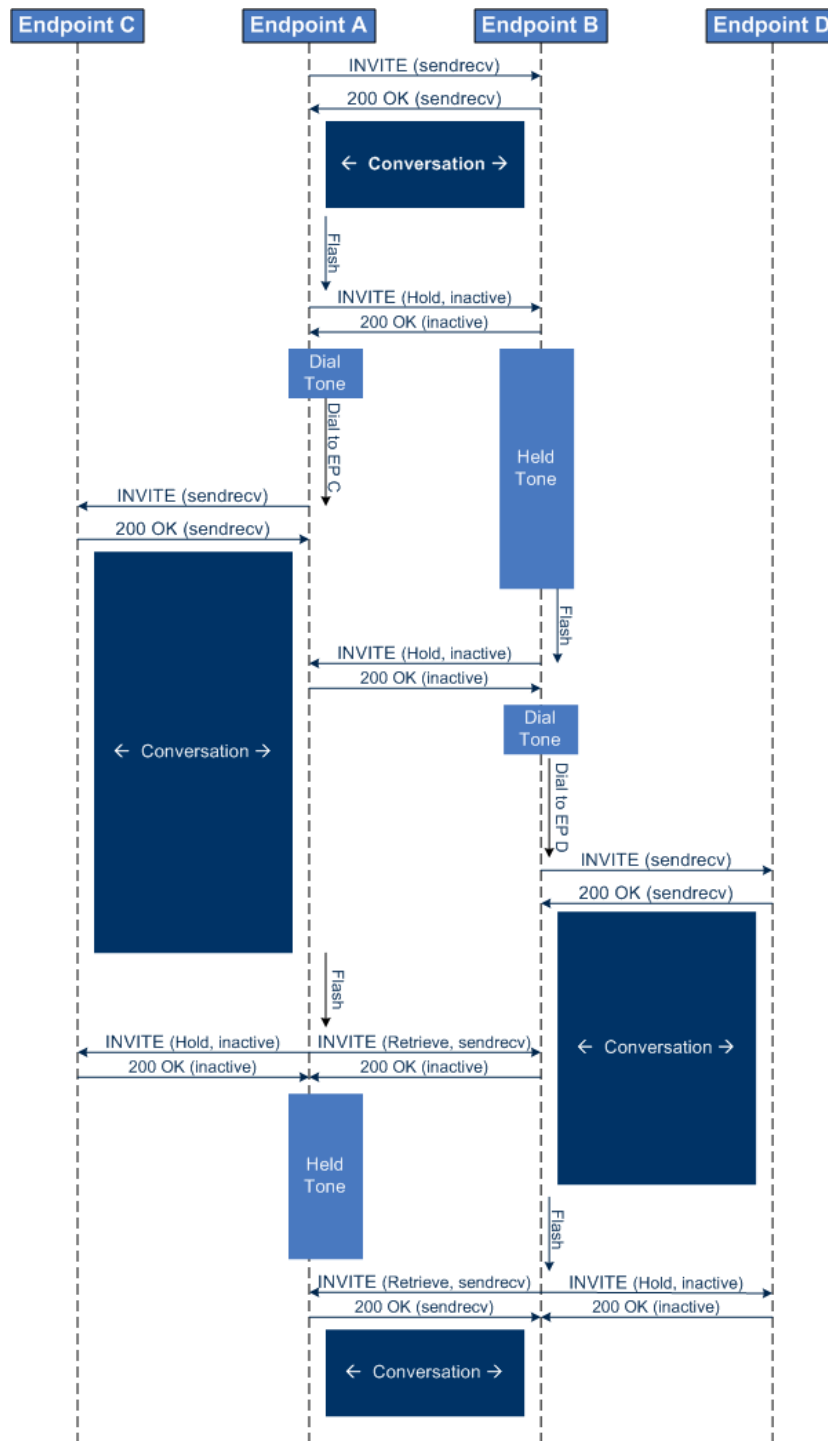 Endpoint C
Endpoint A
Endpoint B
Endpoint D
INVITE (sendrecv)
200 OK (sendrecv)
← Conversation →
Flash
INVITE (Hold, inactive)
200 OK (inactive)
Dial
Tone
Held
Tone
Dial to EP C
INVITE (sendrecv)
200 OK (sendrecv)
Flash
INVITE (Hold, inactive)
200 OK (inactive)
Dial
Tone
← Conversation →
Dial to EP D
INVITE (sendrecv)
200 OK (sendrecv)
Flash
INVITE (Hold, inactive)
INVITE (Retrieve, sendrecv)
← Conversation →
200 OK (inactive)
200 OK (inactive)
Held
Tone
Flash
INVITE (Retrieve, sendrecv)
INVITE (Hold, inactive)
200 OK (sendrecv)
200 OK (inactive)
← Conversation →